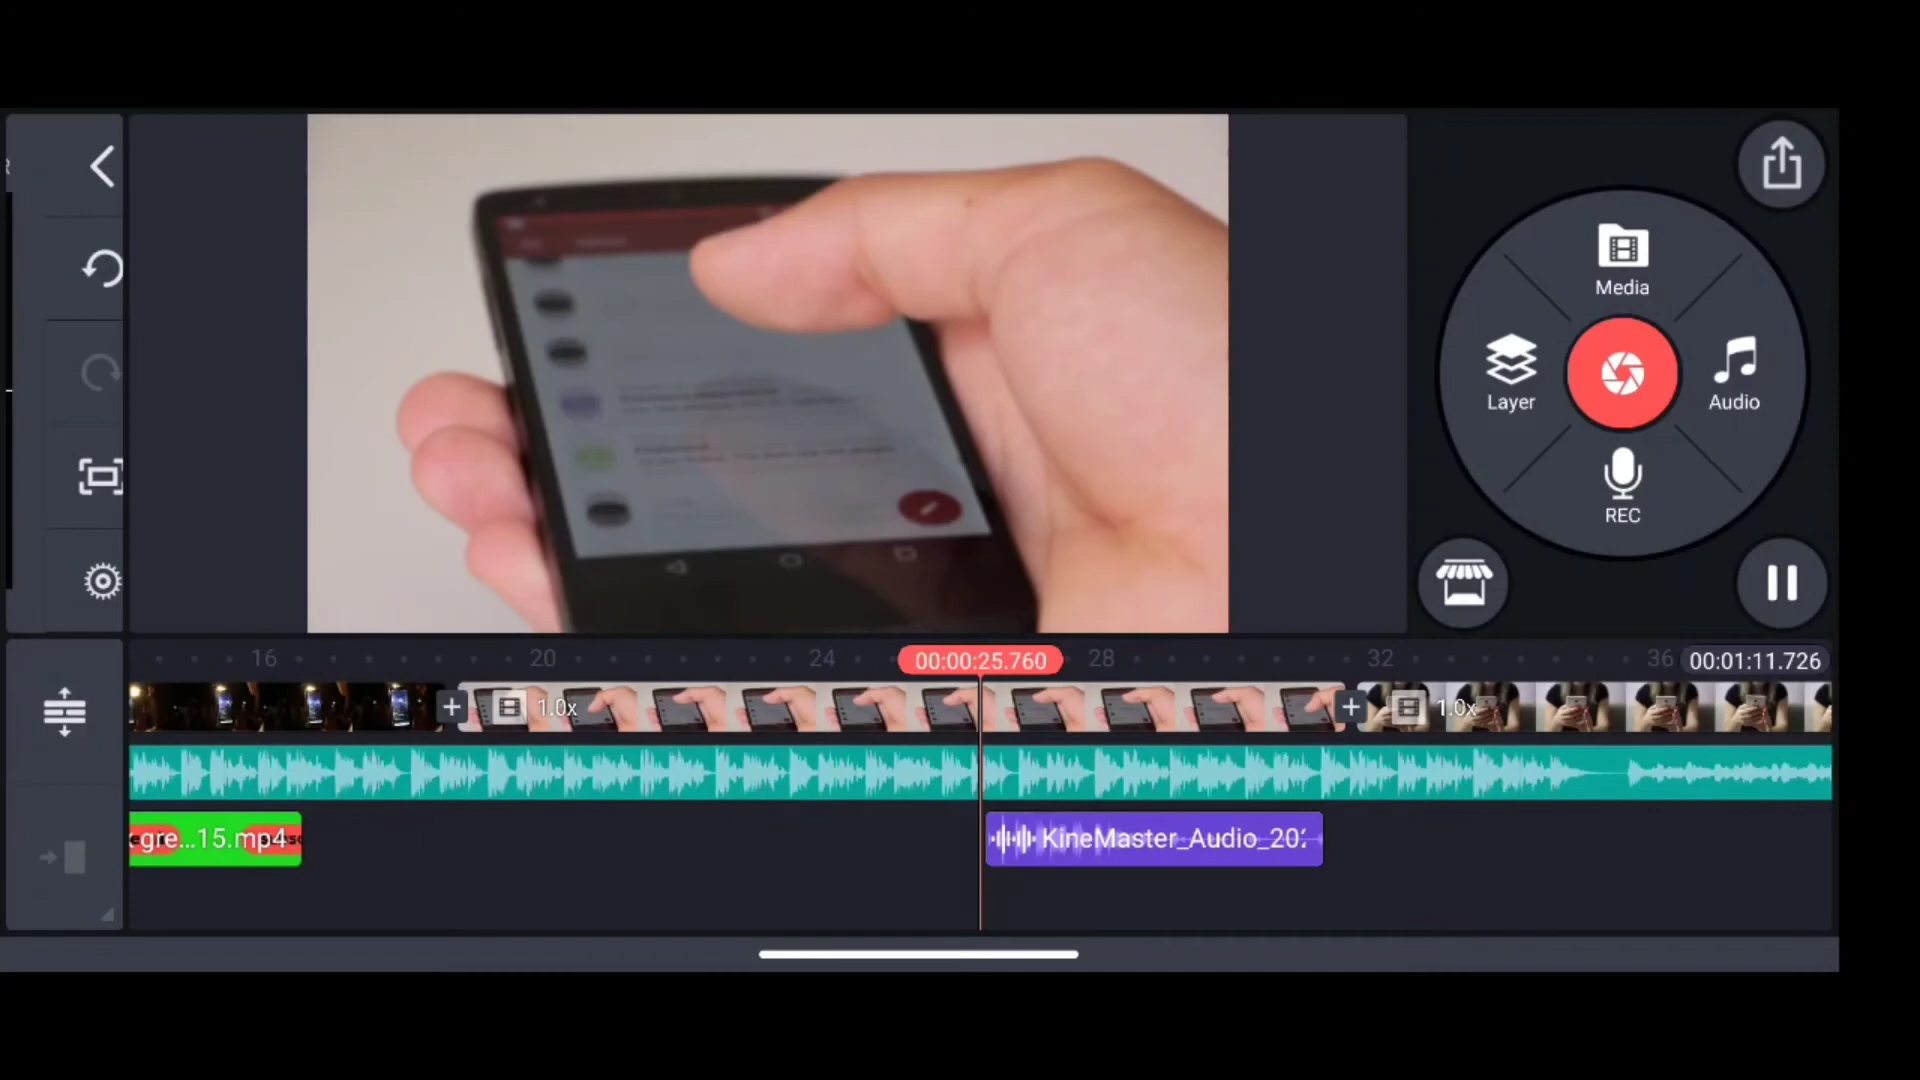 Media
Layer
Audio
REC
16
20
24
00:00:25.760
28
32
36
00:01:11.726
1.0x
1.0x
gre...15.mp4
KineMaster_Audio_20